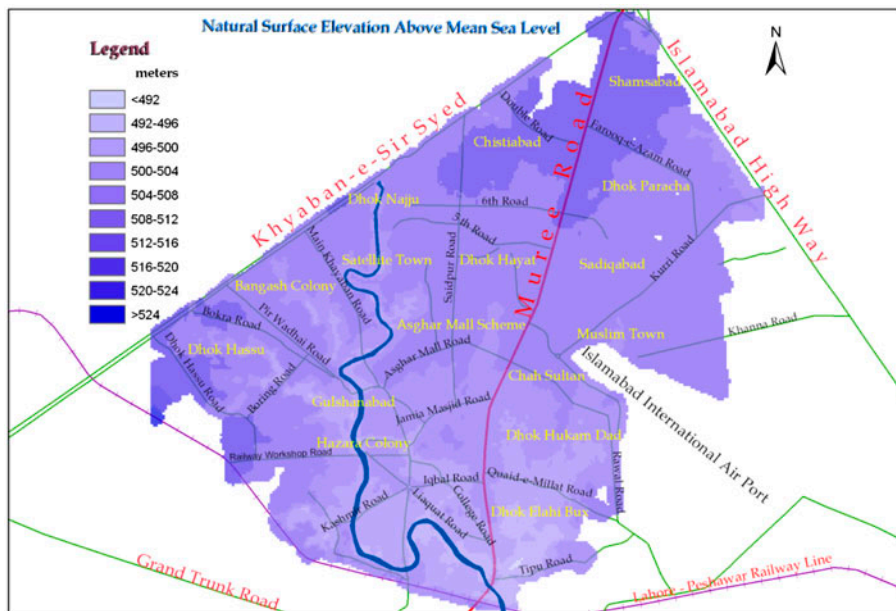 Natural Surface Elevation Above Mean Sea Level
Legend
meters
<492
492-496
496-500
500-504
504-508
508-512
512-516
516-520
520-524
>524
N
Khyaban-e-Sir Syed
Muree Road
Islamabad High Way
Shamsabad
Double Road
Chistiabad
Farooq-e-Azam Road
Dhok Paracha
Dhok Najju
6th Road
5th Road
Main Khayaban Road
Satellite Town
Saidpur Road
Dhok Hayat
Sadiqabad
Kurri Road
Bangash Colony
Pir Wadhai Road
Bokra Road
Asghar Mall Scheme
Muslim Town
Khanna Road
Dhok Hassu
Dhok Hassu Road
Asghar Mall Road
Islamabad International Air Port
Chah Sultan
Boring Road
Gulshanabad
Jamia Masjid Road
Dhok Hukam Dad
Hazara Colony
Railway Workshop Road
Rawal Road
Iqbal Road
Quaid-e-Millat Road
Kashmir Road
Liaquat Road
College Road
Dhok Elahi Bux
Tipu Road
Grand Trunk Road
Lahore - Peshawar Railway Line